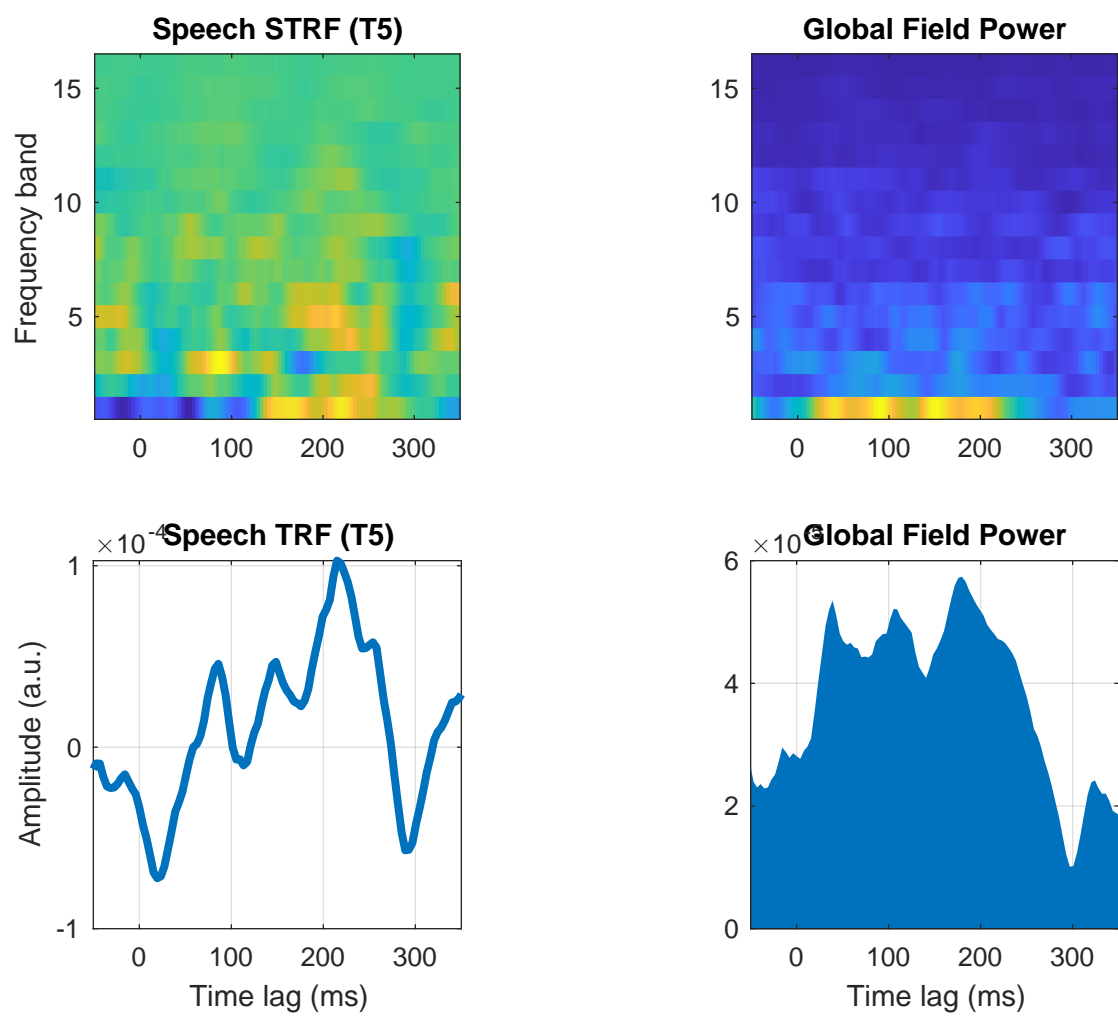 Speech STRF (T5)
Frequency band
15
10
5
0 100 200 300
Global Field Power
15
10
5
0 100 200 300
Speech TRF (T5)
×10-4
Amplitude (a.u.)
1
0
-1
0 100 200 300
Time lag (ms)
Global Field Power
×10
6
4
2
0
0 100 200 300
Time lag (ms)